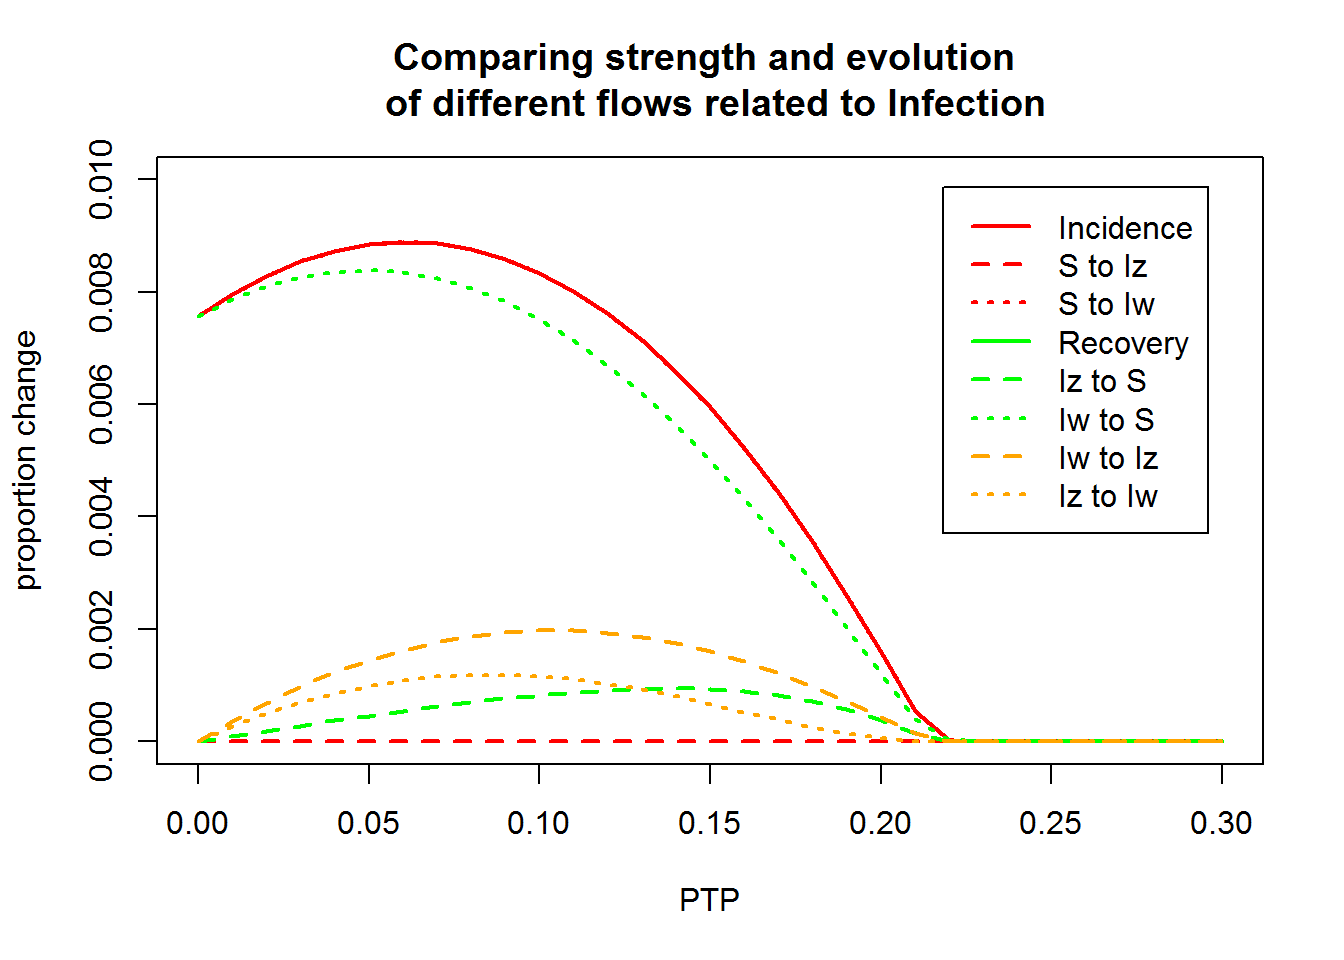 Comparing strength and evolution
of different flows related to Infection
proportion change
0.010
0.008
0.006
0.004
0.002
0.000
Incidence
S to Iz
S to Iw
Recovery
Iz to S
Iw to S
Iw to Iz
Iz to Iw
0.00 0.05 0.10 0.15 0.20 0.25 0.30
PTP